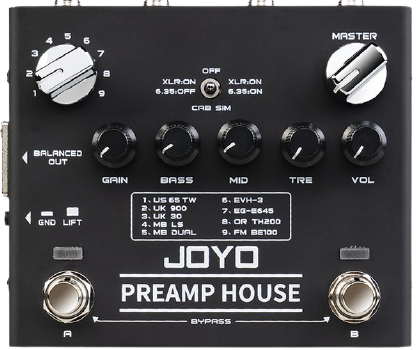 1 2 3 4 5 6 7 8 9
OFF
XLR:ON XLR:ON
6.35:OFF 6.35:ON
CAB SIM
MASTER
BALANCED
OUT
GAIN BASS MID TRE VOL
GND LIFT
1. US 65 TW
2. UK 900
3. UK 30
4. MB LS
5. MB DUAL
6. EVH-3
7. EG-E645
8. OR TH200
9. FM BE100
JOYO
PREAMP HOUSE
A BYPASS B